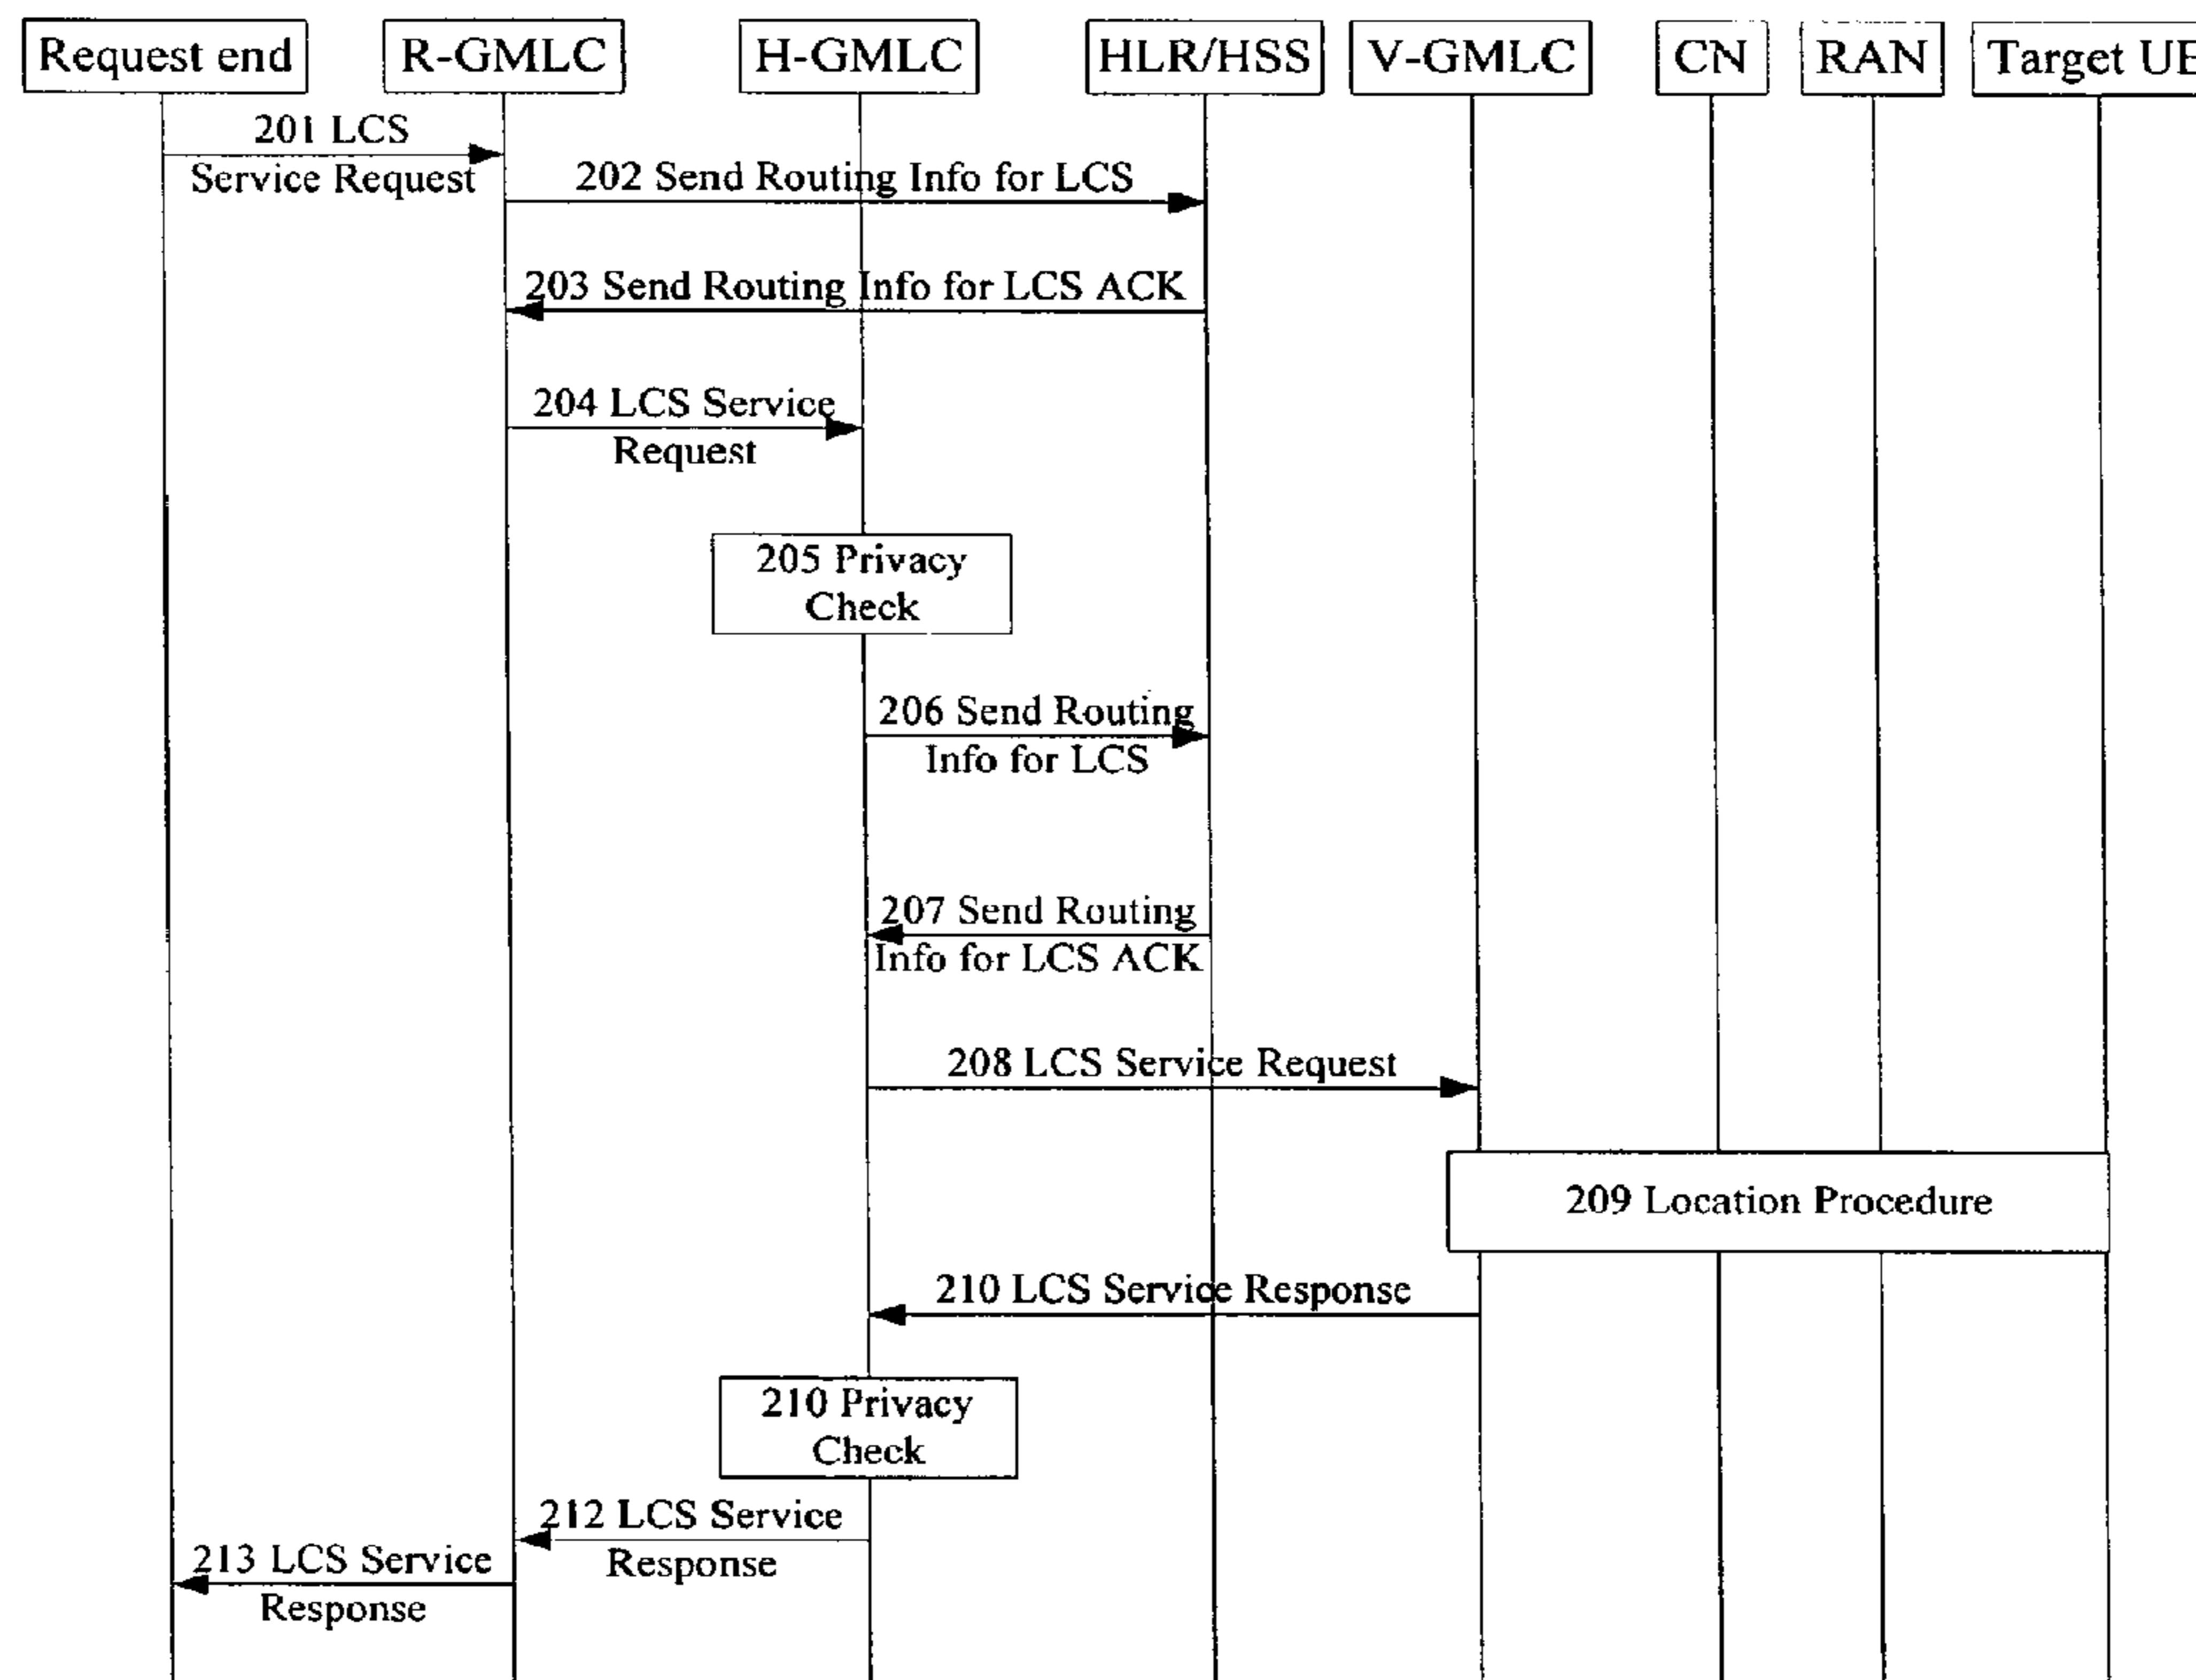 Request end
R-GMLC
H-GMLC
HLR/HSS
V-GMLC
CN
RAN
Target UE
201 LCS
Service Request
202 Send Routing Info for LCS
203 Send Routing Info for LCS ACK
204 LCS Service
Request
205 Privacy
Check
206 Send Routing
Info for LCS
207 Send Routing
Info for LCS ACK
208 LCS Service Request
209 Location Procedure
210 LCS Service Response
210 Privacy
Check
212 LCS Service
Response
213 LCS Service
Response